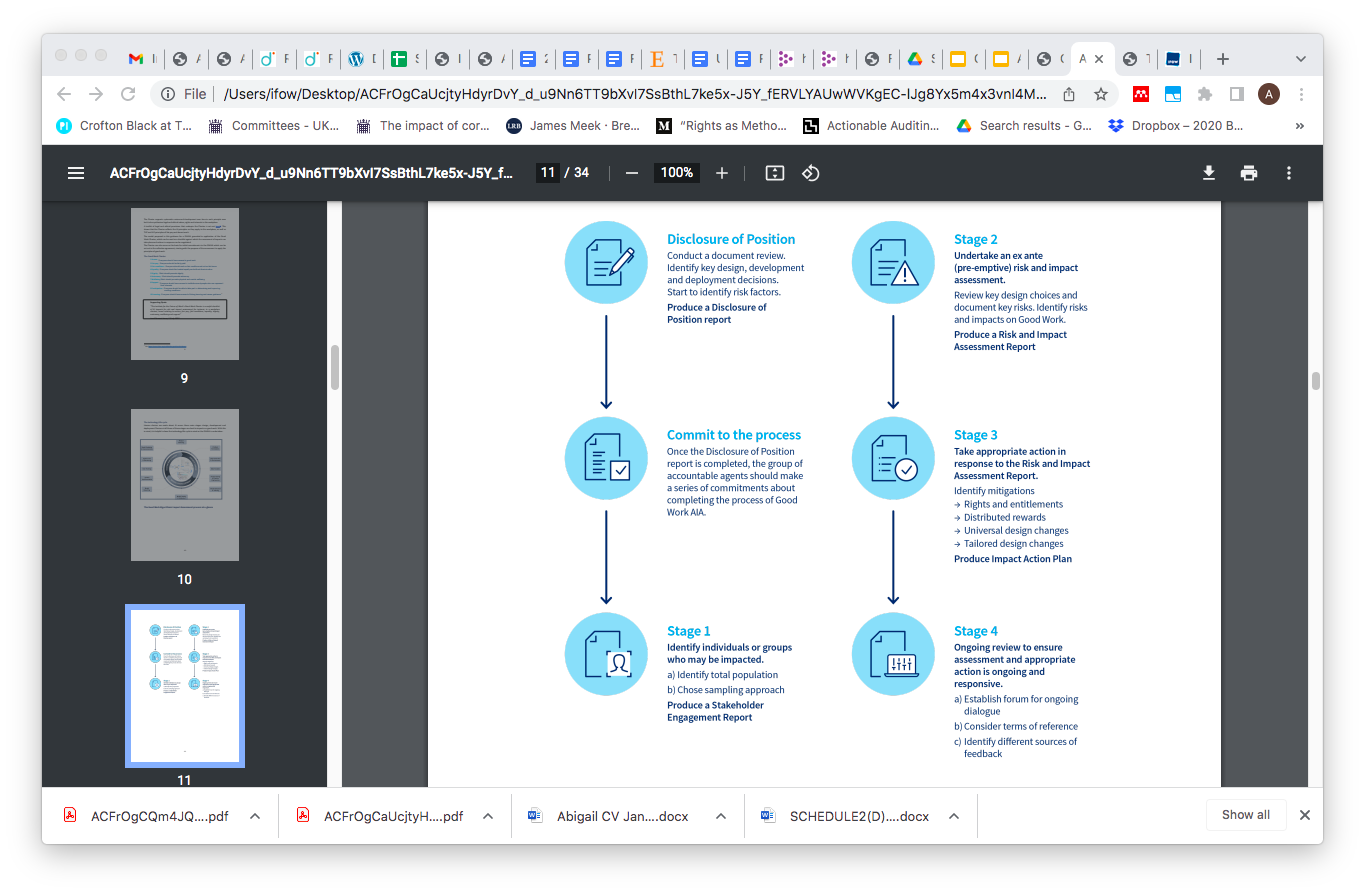 File
/Users/ifow/Desktop/ACFrOgCaUcjtyHdyrDvY_d_u9Nn6TT9bXvl7SsBthL7ke5x-J5Y_fERVLYAUwWVKgEC-IJg8Yx5m4x3vnl4M...
A
Crofton Black at T...
Committees - UK...
The impact of cor...
LRB
James Meek · Bre...
“Rights as Metho...
Actionable Auditin...
Search results - G...
Dropbox – 2020 B...
»
ACFrOgCaUcjtyHdyrDvY_d_u9Nn6TT9bXvl7SsBthL7ke5x-J5Y_f...
11 / 34
100%
9
10
11
Disclosure of Position
Conduct a document review.
Identify key design, development
and deployment decisions.
Start to identify risk factors.
Produce a Disclosure of
Position report
Commit to the process
Once the Disclosure of Position
report is completed, the group of
accountable agents should make
a series of commitments about
completing the process of Good
Work AIA.
Stage 1
Identify individuals or groups
who may be impacted.
a) Identify total population
b) Chose sampling approach
Produce a Stakeholder
Engagement Report
Stage 2
Undertake an ex ante
(pre-emptive) risk and impact
assessment.
Review key design choices and
document key risks. Identify risks
and impacts on Good Work.
Produce a Risk and Impact
Assessment Report
Stage 3
Take appropriate action in
response to the Risk and Impact
Assessment Report.
Identify mitigations
→ Rights and entitlements
→ Distributed rewards
→ Universal design changes
→ Tailored design changes
Produce Impact Action Plan
Stage 4
Ongoing review to ensure
assessment and appropriate
action is ongoing and
responsive.
a) Establish forum for ongoing
dialogue
b) Consider terms of reference
c) Identify different sources of
feedback
ACFrOgCQm4JQ....pdf
ACFrOgCaUcjtyH....pdf
Abigail CV Jan....docx
SCHEDULE2(D)....docx
Show all